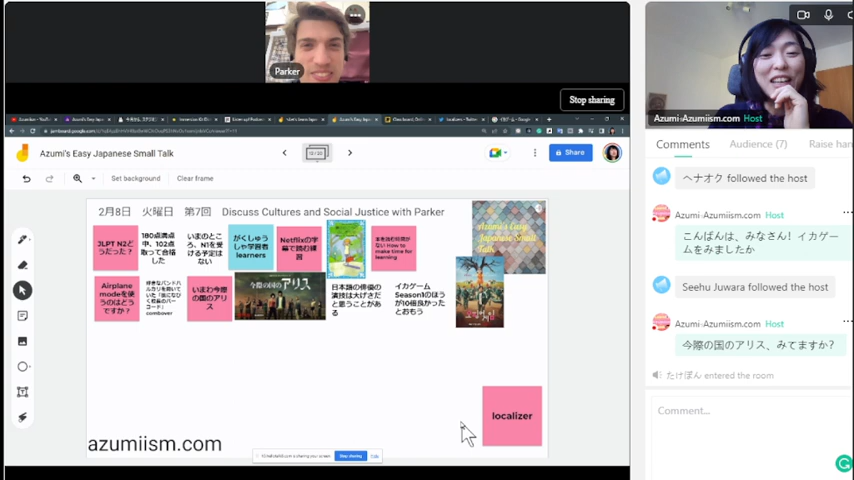 Parker
Stop sharing
Azumi's Easy Japanese Small Talk
Share
Set background
Clear frame
2月8日 火曜日 第7回 Discuss Cultures and Social Justice with Parker
JLPT N2ど
うだった？
180点満点
中、102点
取って合格
した
いまのとこ
ろ、N1を受
ける予定は
ない
がくしゅう
しゃ学習者
learners
Netflixの字
幕で読む練
習
本を読む時間が
ない How to
make time for
learning
Azumi's Easy
Japanese Small
Talk
Airplane
modeを使
うのはどう
ですか？
combover
いまわ今際
の国のアリ
ス
今際の国のアリス
日本語の俳優の
演技は大げさだ
と思うことがあ
る
イカゲーム
Season1のほう
が10倍良かった
とおもう
localizer
azumiism.com
Stop sharing
Hide
Azumi-Azumiism.com Host
Comments
Audience (7)
Raise han
ヘナオク followed the host
Azumi-Azumiism.com Host
こんばんは、みなさん！イカゲー
ムをみましたか
Seehu Juwara followed the host
Azumi-Azumiism.com Host
今際の国のアリス、みてますか？
たけぽん entered the room
Comment...